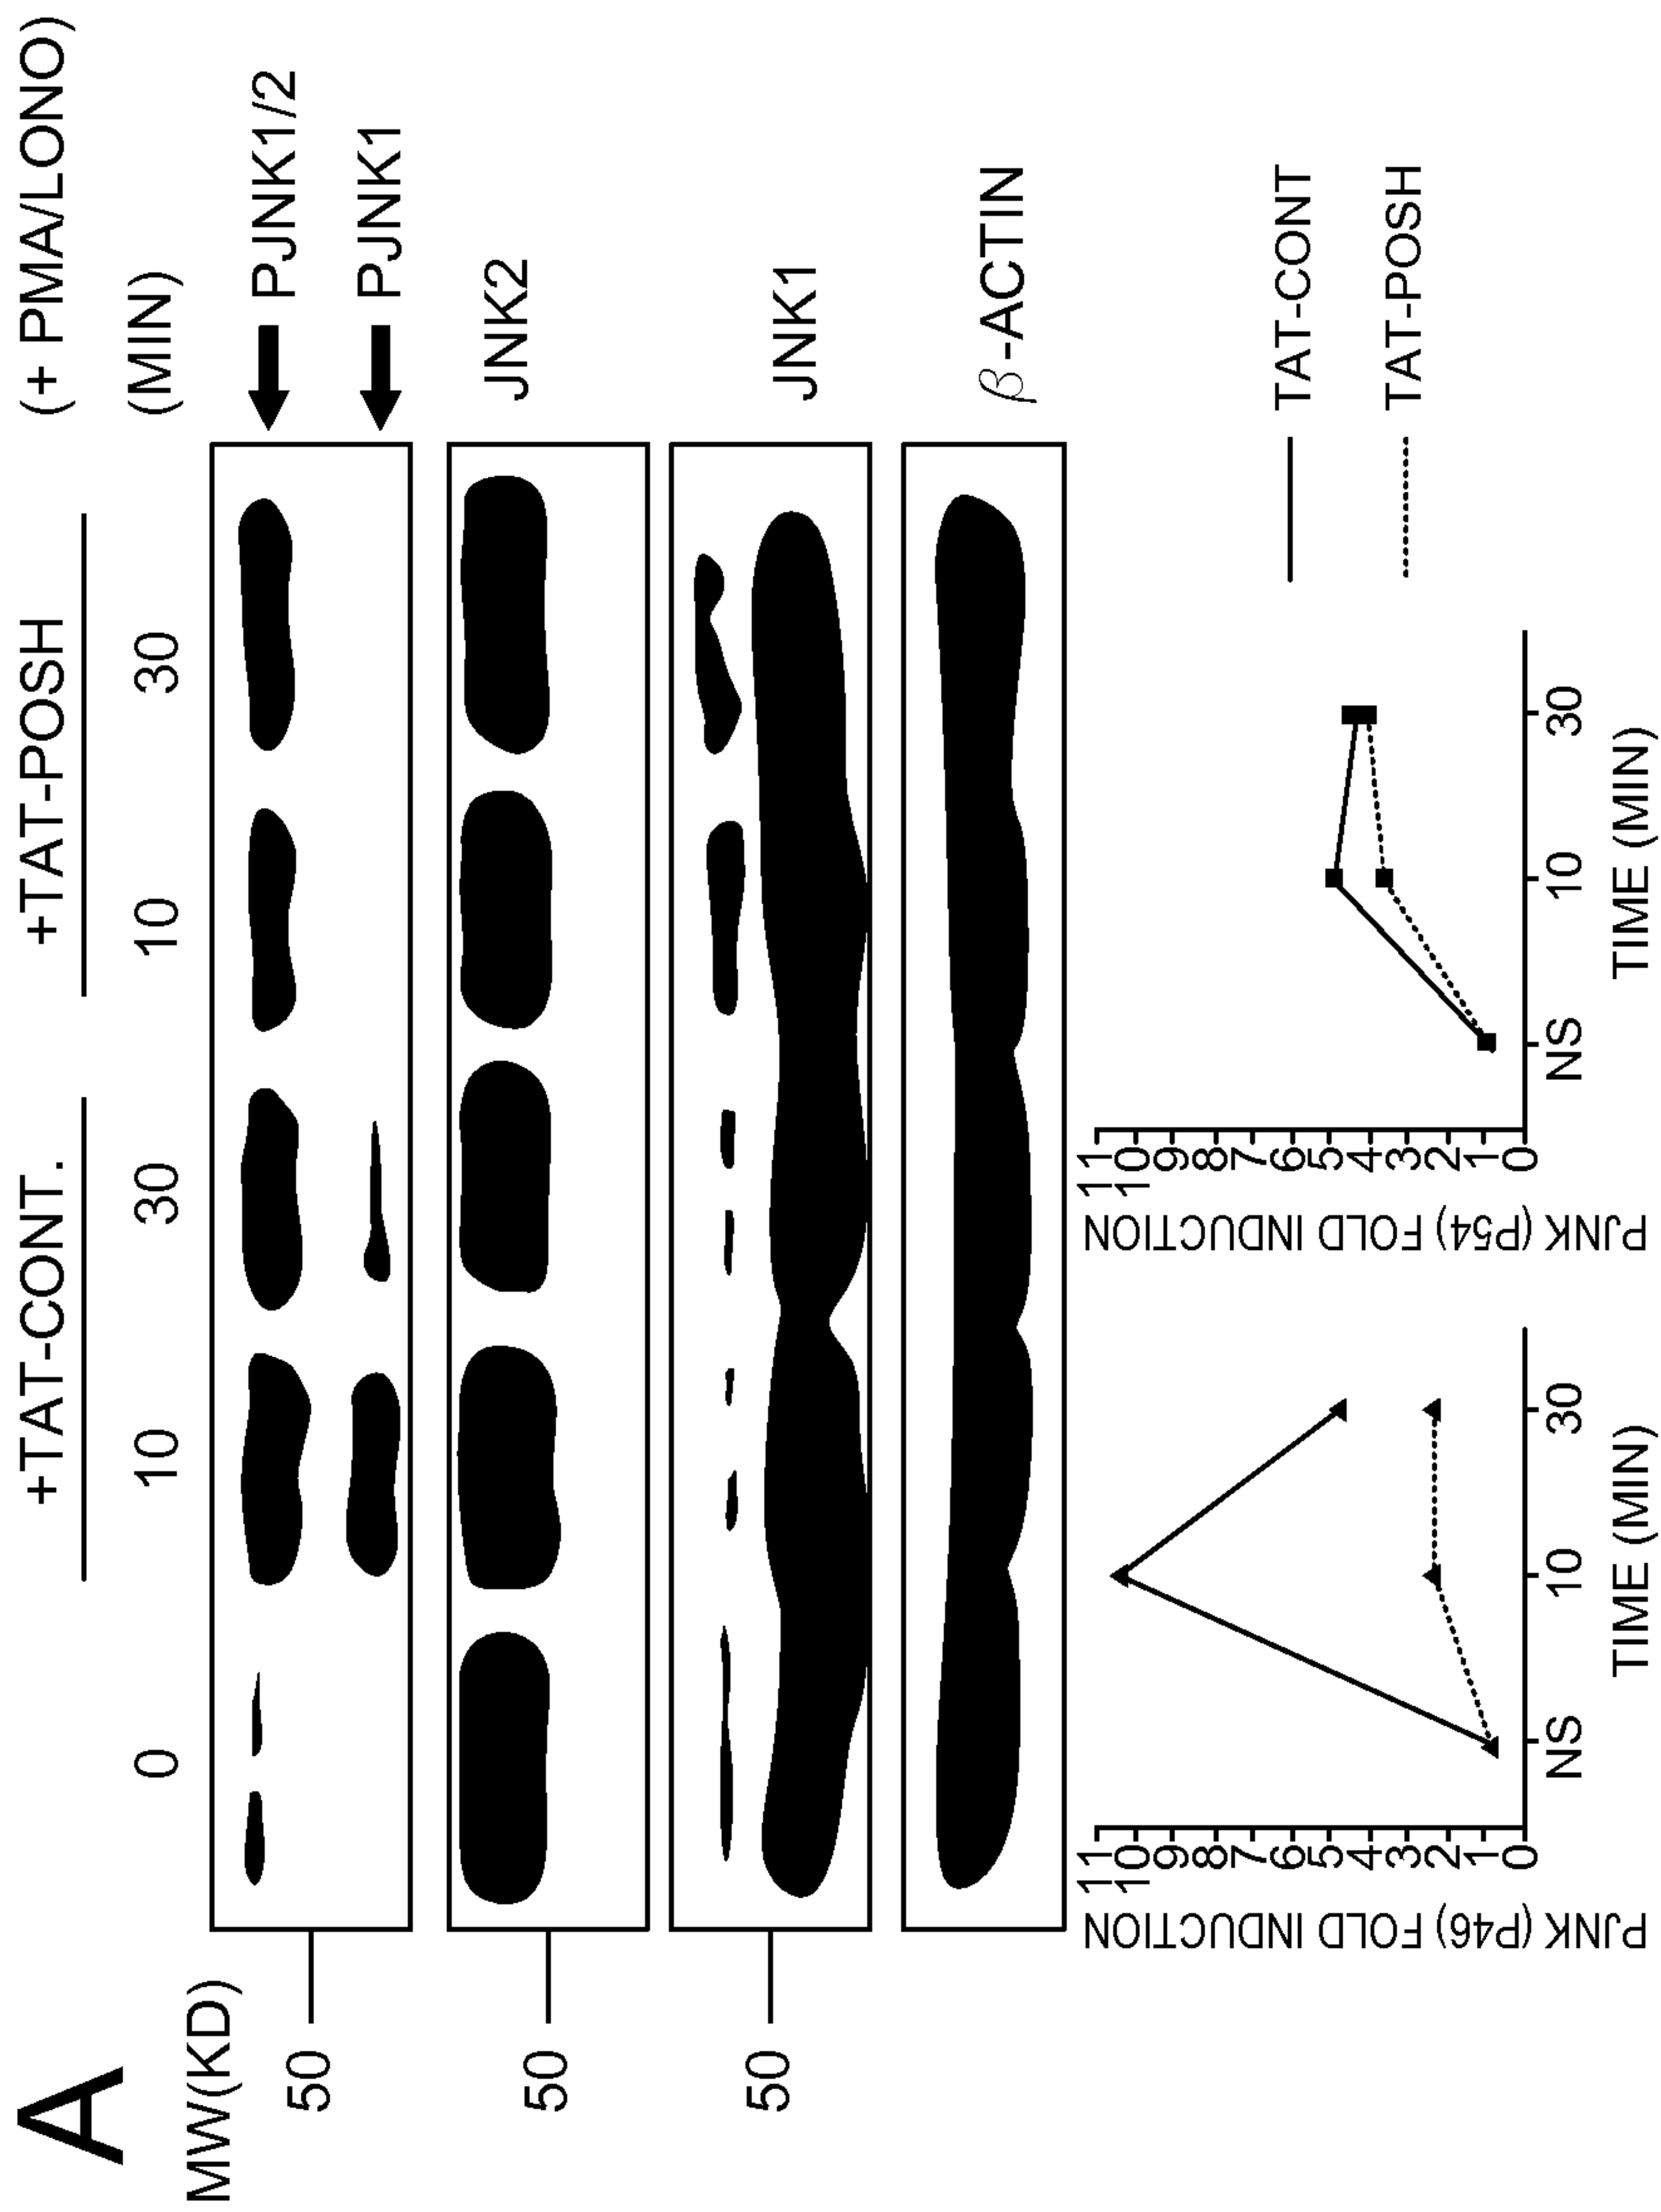 A
+TAT-CONT. +TAT-POSH (+ PMA/LONO)
0 10 30 10 30 (MIN)
MW(KD)
50
PJNK1/2
PJNK1
50
JNK2
50
JNK1
β-ACTIN
PJNK (P46) FOLD INDUCTION
11
10
9
8
7
6
5
4
3
2
1
0
NS 10 30
TIME (MIN)
PJNK (P54) FOLD INDUCTION
11
10
9
8
7
6
5
4
3
2
1
0
NS 10 30
TIME (MIN)
TAT-CONT
TAT-POSH